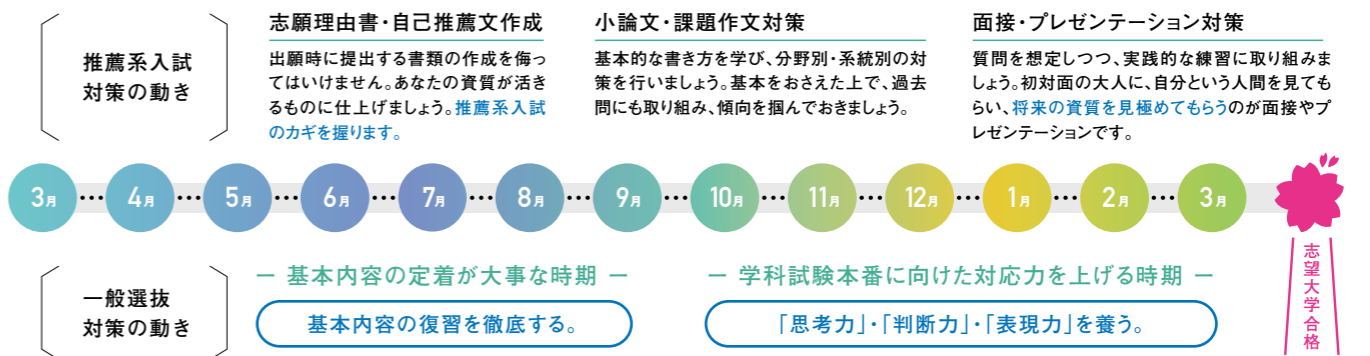 推薦系入試
対策の動き
志願理由書・自己推薦文作成
出願時に提出する書類の作成を侮っ
てはいけません。あなたの資質が活き
るものに仕上げましょう。推薦系入試
のカギを握ります。
小論文・課題作文対策
基本的な書き方を学び、分野別・系統別の対
策を行いましょう。基本をおさえた上で、過去
問にも取り組み、傾向を掴んでおきましょう。
面接・プレゼンテーション対策
質問を想定しつつ、実践的な練習に取り組みま
しょう。初対面の大人に、自分という人間を見ても
らい、将来の資質を見極めてもらうのが面接やプ
レゼンテーションです。
3月…4月…5月…6月…7月…8月…9月…10月…11月…12月…1月…2月…3月
一般選抜
対策の動き
ー 基本内容の定着が大事な時期 ー
基本内容の復習を徹底する。
ー 学科試験本番に向けた対応力を上げる時期 ー
「思考力」・「判断力」・「表現力」を養う。
志望大学合格